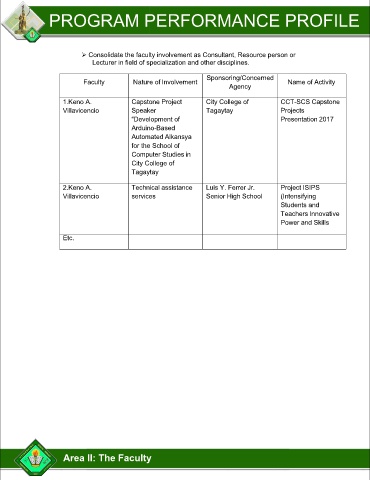 PROGRAM PERFORMANCE PROFILE
➢ Consolidate the faculty involvement as Consultant, Resource person or
Lecturer in field of specialization and other disciplines.
Faculty
Nature of Involvement
Sponsoring/Concerned
Agency
Name of Activity
1.Keno A.
Villavicencio
Capstone Project
Speaker
"Development of
Arduino-Based
Automated Alkansya
for the School of
Computer Studies in
City College of
Tagaytay
City College of
Tagaytay
CCT-SCS Capstone
Projects
Presentation 2017
2.Keno A.
Villavicencio
Technical assistance
services
Luis Y. Ferrer Jr.
Senior High School
Project ISIPS
(Intensifying
Students and
Teachers Innovative
Power and Skills
Etc.
Area II: The Faculty